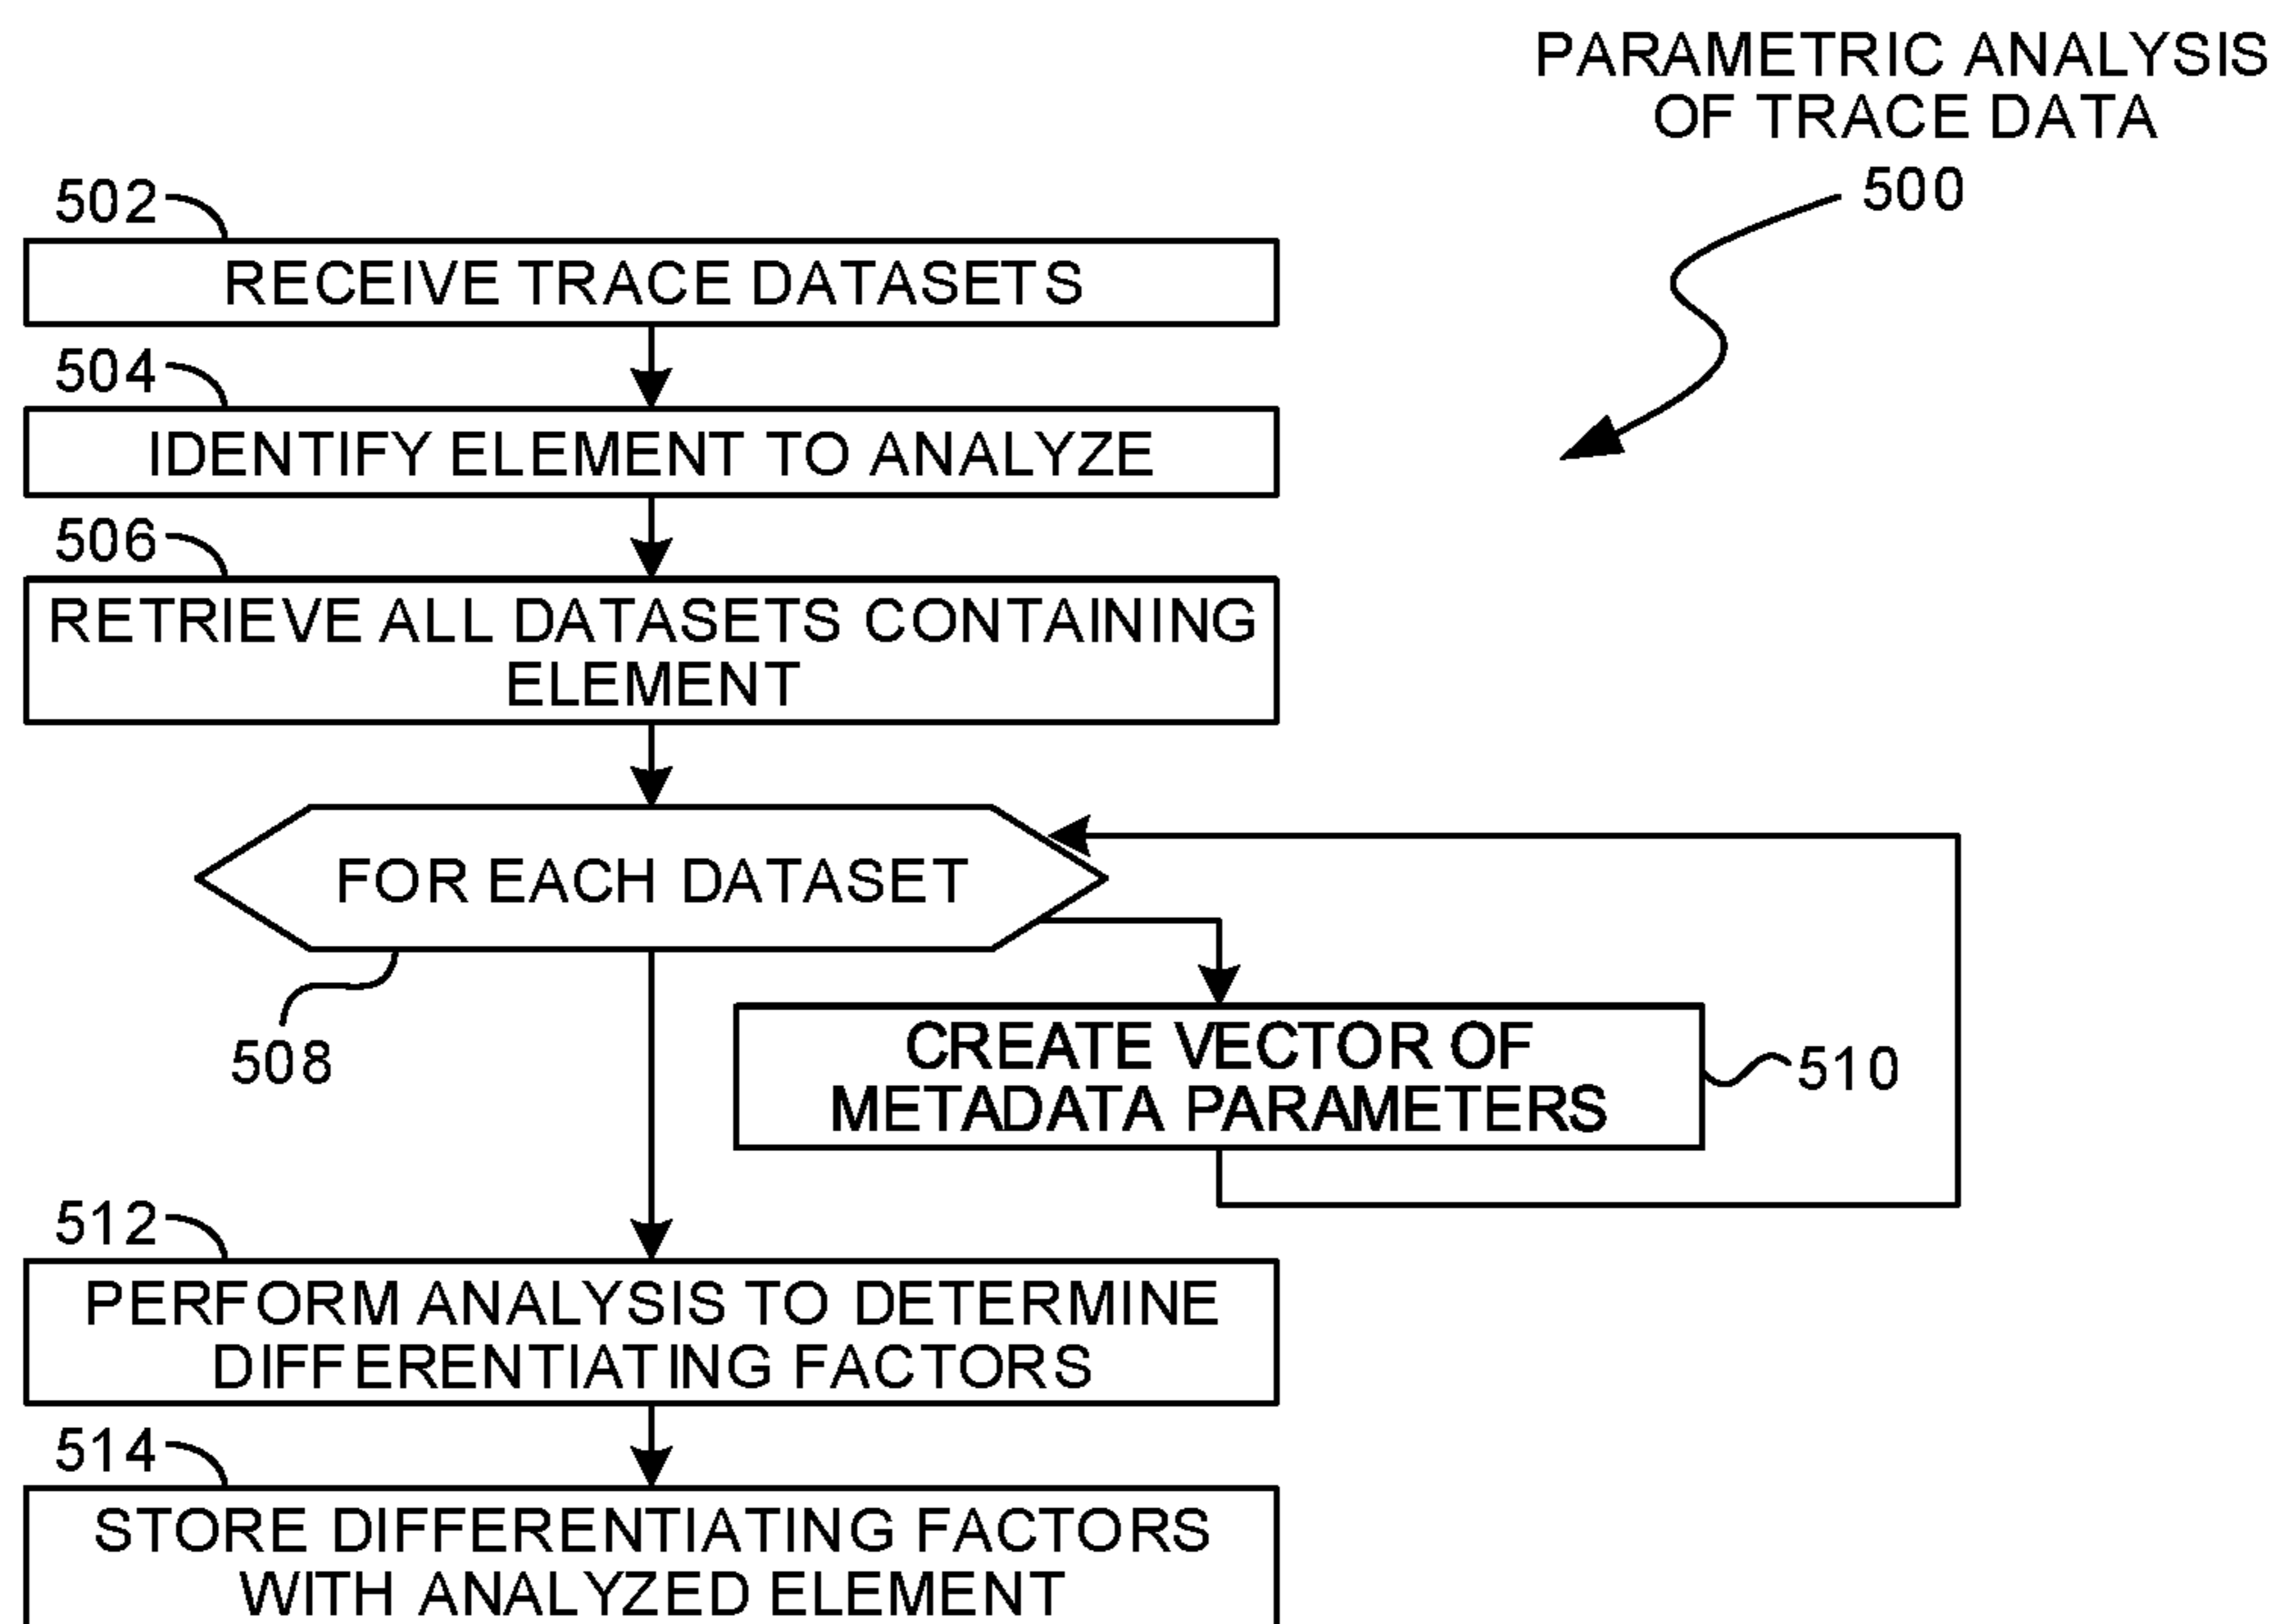 PARAMETRIC ANALYSIS
OF TRACE DATA
500
502
RECEIVE TRACE DATASETS
504
IDENTIFY ELEMENT TO ANALYZE
506
RETRIEVE ALL DATASETS CONTAINING
ELEMENT
FOR EACH DATASET
508
CREATE VECTOR OF
METADATA PARAMETERS
510
512
PERFORM ANALYSIS TO DETERMINE
DIFFERENTIATING FACTORS
514
STORE DIFFERENTIATING FACTORS
WITH ANALYZED ELEMENT